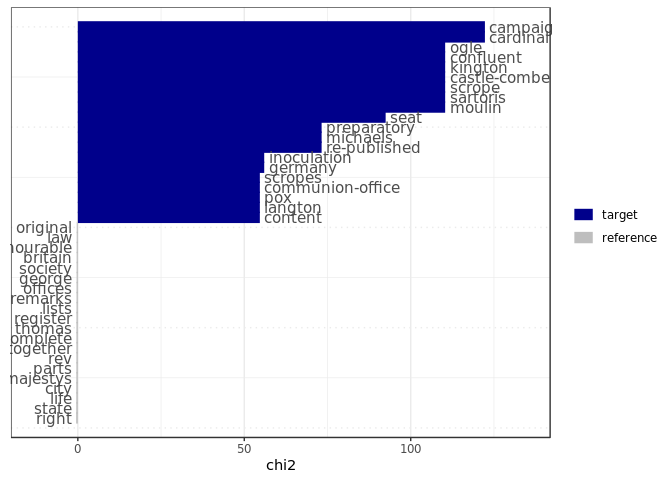 campaig
cardinal
ogle
confluent
kington
castle-combe
scrope
sartoris
moulin
seat
preparatory
michaels
re-published
inoculation
germany
scropes
communion-office
pox
langton
content
original
law
nourable
britain
society
george
offices
remarks
lists
register
thomas
omplete
together
rev
parts
majestys
city
life
state
right
target
reference
0 50 100
chi2